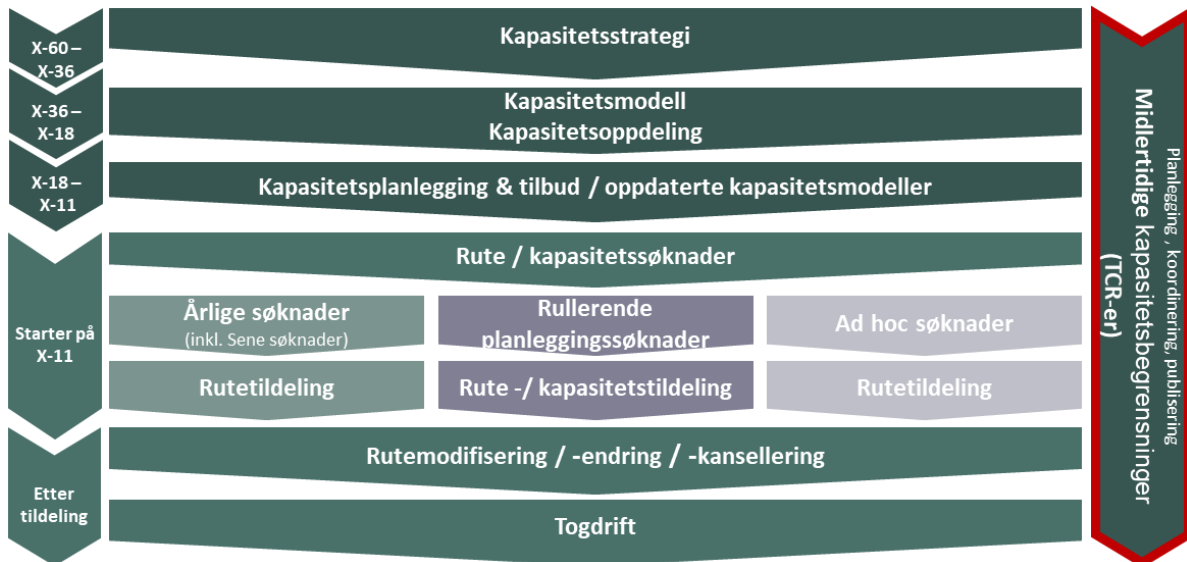 X-60 –
X-36
Kapasitetsstrategi
X-36 –
X-18
Kapasitetsmodell
Kapasitetsoppdeling
X-18 –
X-11
Kapasitetsplanlegging & tilbud / oppdaterte kapasitetsmodeller
Starter på
X-11
Rute / kapasitetssøknader
Årlige søknader
(inkl. Sene søknader)
Rullerende
planleggingssøknader
Ad hoc søknader
Rutetildeling
Rute -/ kapasitetstildeling
Rutetildeling
Etter
tildeling
Rutemodifisering / -endring / -kansellering
Togdrift
Planlegging , koordinering, publisering
Midlertidige kapasitetsbegrensninger
(TCR-er)